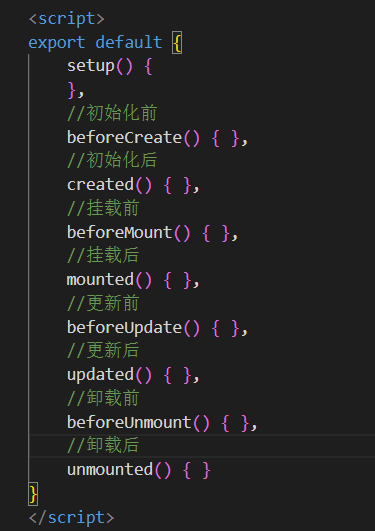 <script>
export default {
    setup() {
    },
    //初始化前
    beforeCreate() { },
    //初始化后
    created() { },
    //挂载前
    beforeMount() { },
    //挂载后
    mounted() { },
    //更新前
    beforeUpdate() { },
    //更新后
    updated() { },
    //卸载前
    beforeUnmount() { },
    //卸载后
    unmounted() { }
}
</script>